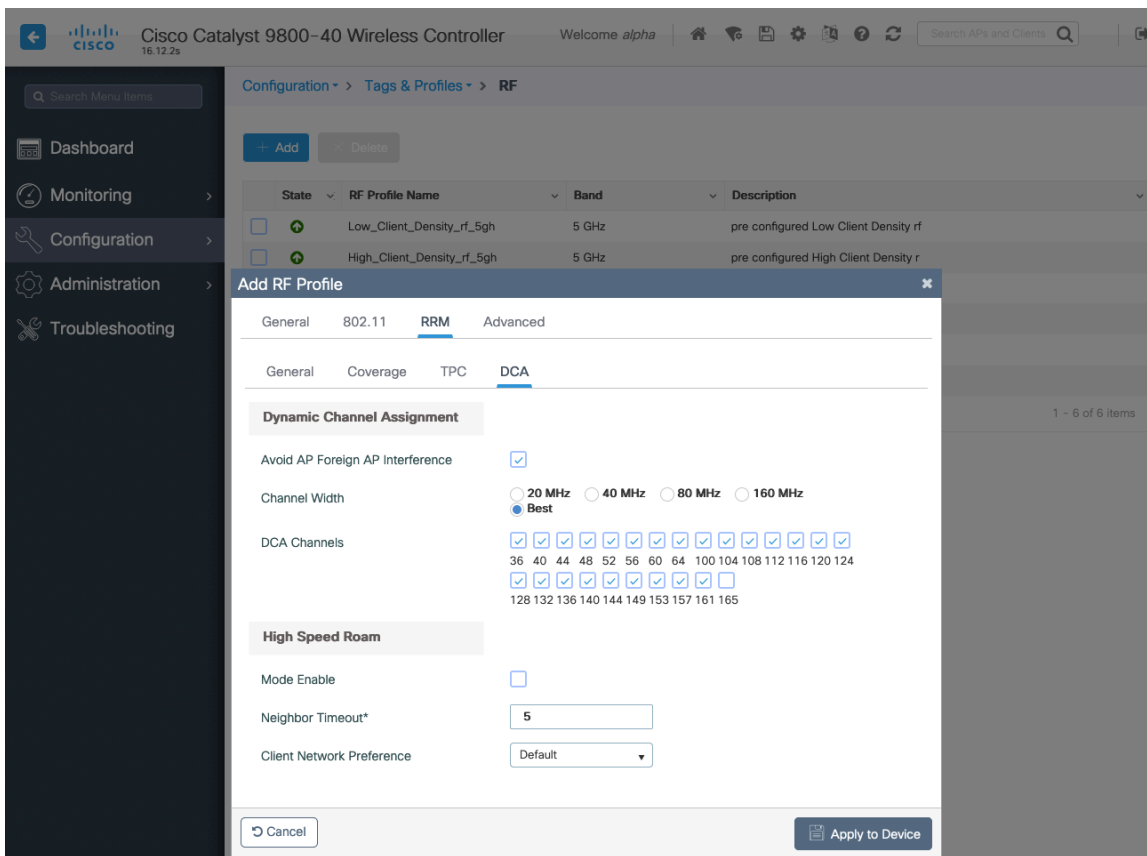 CISCO
Cisco Catalyst 9800-40 Wireless Controller
16.12.2s
Welcome alpha
Search APs and Clients
Search Menu Items
Dashboard
Monitoring
Configuration
Administration
Troubleshooting
Configuration > Tags & Profiles > RF
+ Add × Delete
State RF Profile Name Band Description
Low_Client_Density_rf_5gh 5 GHz pre configured Low Client Density rf
High_Client_Density_rf_5gh 5 GHz pre configured High Client Density r
1 - 6 of 6 items
Add RF Profile
General 802.11 RRM Advanced
General Coverage TPC DCA
Dynamic Channel Assignment
Avoid AP Foreign AP Interference
Channel Width 20 MHz 40 MHz 80 MHz 160 MHz
Best
DCA Channels
36 40 44 48 52 56 60 64 100 104 108 112 116 120 124
128 132 136 140 144 149 153 157 161 165
High Speed Roam
Mode Enable
Neighbor Timeout* 5
Client Network Preference Default
Cancel Apply to Device